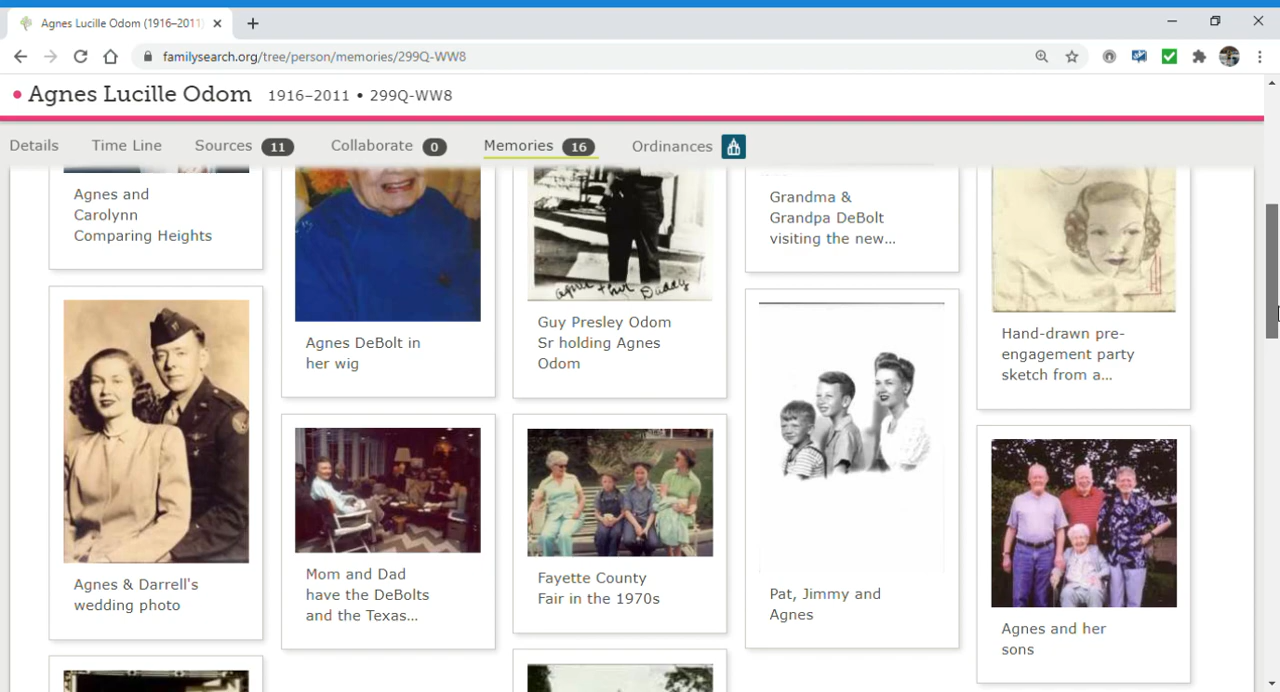 Agnes Lucille Odom (1916–2011)
familysearch.org/tree/person/memories/299Q-WW8
Agnes Lucille Odom 1916–2011 • 299Q-WW8
Details Time Line Sources 11 Collaborate 0 Memories 16 Ordinances
Agnes and
Carolynn
Comparing Heights
Agnes & Darrell's
wedding photo
Agnes DeBolt in
her wig
Mom and Dad
have the DeBolts
and the Texas...
Agnes & her Daddy
Guy Presley Odom
Sr holding Agnes
Odom
Fayette County
Fair in the 1970s
Grandma &
Grandpa DeBolt
visiting the new...
Pat, Jimmy and
Agnes
Hand-drawn pre-
engagement party
sketch from a...
Agnes and her
sons